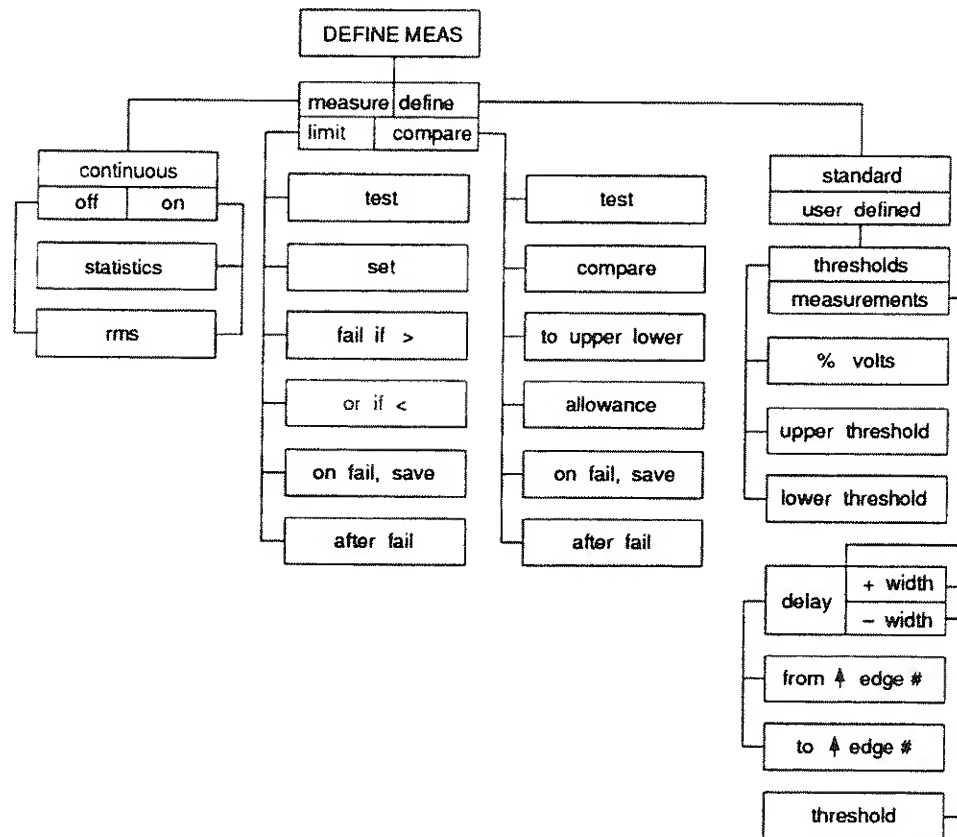 DEFINE MEAS
measure define
limit compare
continuous
off on
statistics
rms
test
set
fail if >
or if <
on fail, save
after fail
test
compare
to upper lower
allowance
on fail, save
after fail
standard
user defined
thresholds
measurements
% volts
upper threshold
lower threshold
delay
+ width
− width
from ↑ edge #
to ↑ edge #
threshold